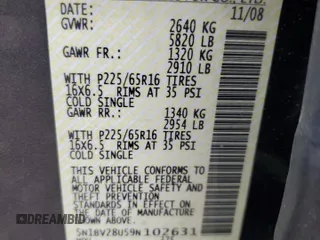 DATE: 11/08
GVWR: 2640 KG
5820 LB
GAWR FR.: 1320 KG
2910 LB
WITH P225/65R16 TIRES
16X6.5 RIMS AT 35 PSI
COLD SINGLE
GAWR RR.: 1340 KG
2954 LB
WITH P225/65R16 TIRES
16X6.5 RIMS AT 35 PSI
COLD SINGLE
THIS VEHICLE CONFORMS TO ALL
APPLICABLE U.S. FEDERAL
MOTOR VEHICLE SAFETY
STANDARDS IN EFFECT ON THE
DATE OF MANUFACTURE
SHOWN ABOVE.
5N1BV28U59N102631
DREAMBID